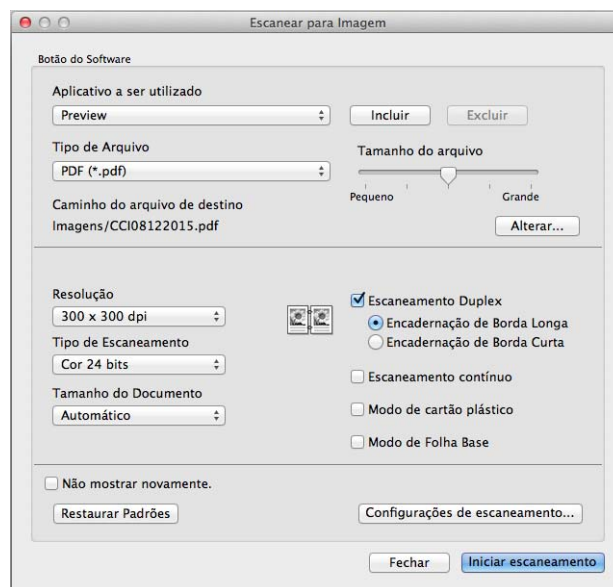 Escanear para Imagem
Botão do Software
Aplicativo a ser utilizado
Preview
Incluir
Excluir
Tipo de Arquivo
Tamanho do arquivo
PDF (*.pdf)
Pequeno
Grande
Caminho do arquivo de destino
Imagens/CCI08122015.pdf
Alterar...
Resolução
300 x 300 dpi
Tipo de Escaneamento
Cor 24 bits
Tamanho do Documento
Automático
Escaneamento Duplex
Encadernação de Borda Longa
Encadernação de Borda Curta
Escaneamento contínuo
Modo de cartão plástico
Modo de Folha Base
Não mostrar novamente.
Restaurar Padrões
Configurações de escaneamento...
Fechar
Iniciar escaneamento